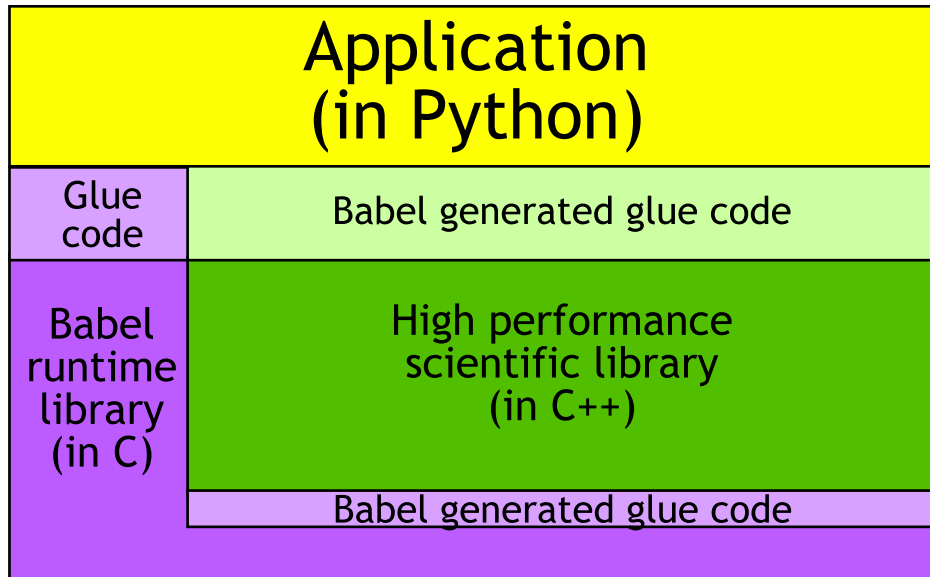 Application
(in Python)
Glue
code
Babel generated glue code
Babel
runtime
library
(in C)
High performance
scientific library
(in C++)
Babel generated glue code